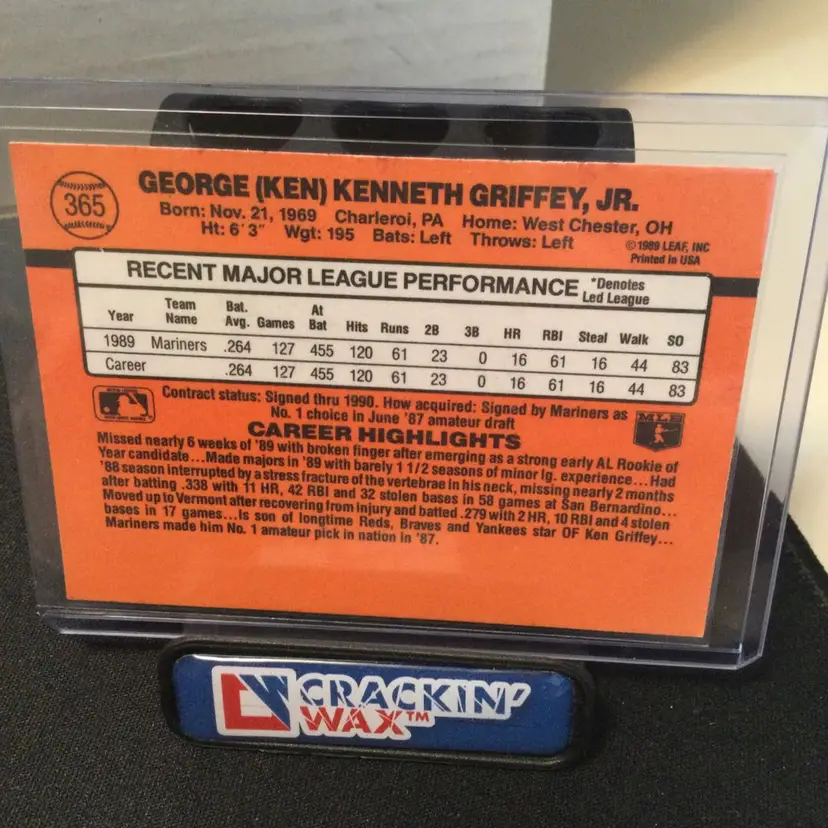 365
GEORGE (KEN) KENNETH GRIFFEY, JR.
Born: Nov. 21, 1969 Charleroi, PA Home: West Chester, OH
Ht: 6'3" Wgt: 195 Bats: Left Throws: Left
©1989 LEAF, INC
Printed in USA
RECENT MAJOR LEAGUE PERFORMANCE
*Denotes
Led League
Year Team Name Bat. Avg. Games At Bat Hits Runs 2B 3B HR RBI Steal Walk SO
1989 Mariners .264 127 455 120 61 23 0 16 61 16 44 83
Career .264 127 455 120 61 23 0 16 61 16 44 83
Contract status: Signed thru 1990. How acquired: Signed by Mariners as
No. 1 choice in June '87 amateur draft
CAREER HIGHLIGHTS
Missed nearly 6 weeks of '89 with broken finger after emerging as a strong early AL Rookie of
Year candidate...Made majors in '89 with barely 1 1/2 seasons of minor lg. experience...Had
'88 season interrupted by a stress fracture of the vertebrae in his neck, missing nearly 2 months
after batting .338 with 11 HR, 42 RBI and 32 stolen bases in 58 games at San Bernardino...
Moved up to Vermont after recovering from injury and batted .279 with 2 HR, 10 RBI and 4 stolen
bases in 17 games...Is son of longtime Reds, Braves and Yankees star OF Ken Griffey...
Mariners made him No. 1 amateur pick in nation in '87.
CW CRACKIN'
WAX™